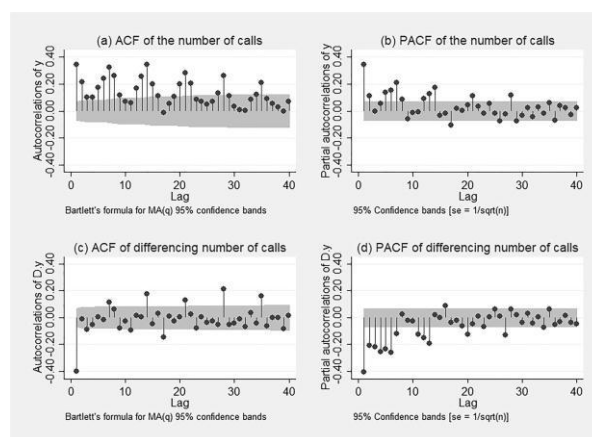 (a) ACF of the number of calls
Autocorrelations of y
-0.40 -0.20 0.00 0.20 0.40
0 10 20 30 40
Lag
Bartlett's formula for MA(q) 95% confidence bands
(b) PACF of the number of calls
Partial autocorrelations of y
-0.40 -0.20 0.00 0.20 0.40
0 10 20 30 40
Lag
95% Confidence bands [se = 1/sqrt(n)]
(c) ACF of differencing number of calls
Autocorrelations of D.y
-0.40 -0.20 0.00 0.20 0.40
0 10 20 30 40
Lag
Bartlett's formula for MA(q) 95% confidence bands
(d) PACF of differencing number of calls
Partial autocorrelations of D.y
-0.40 -0.20 0.00 0.20 0.40
0 10 20 30 40
Lag
95% Confidence bands [se = 1/sqrt(n)]